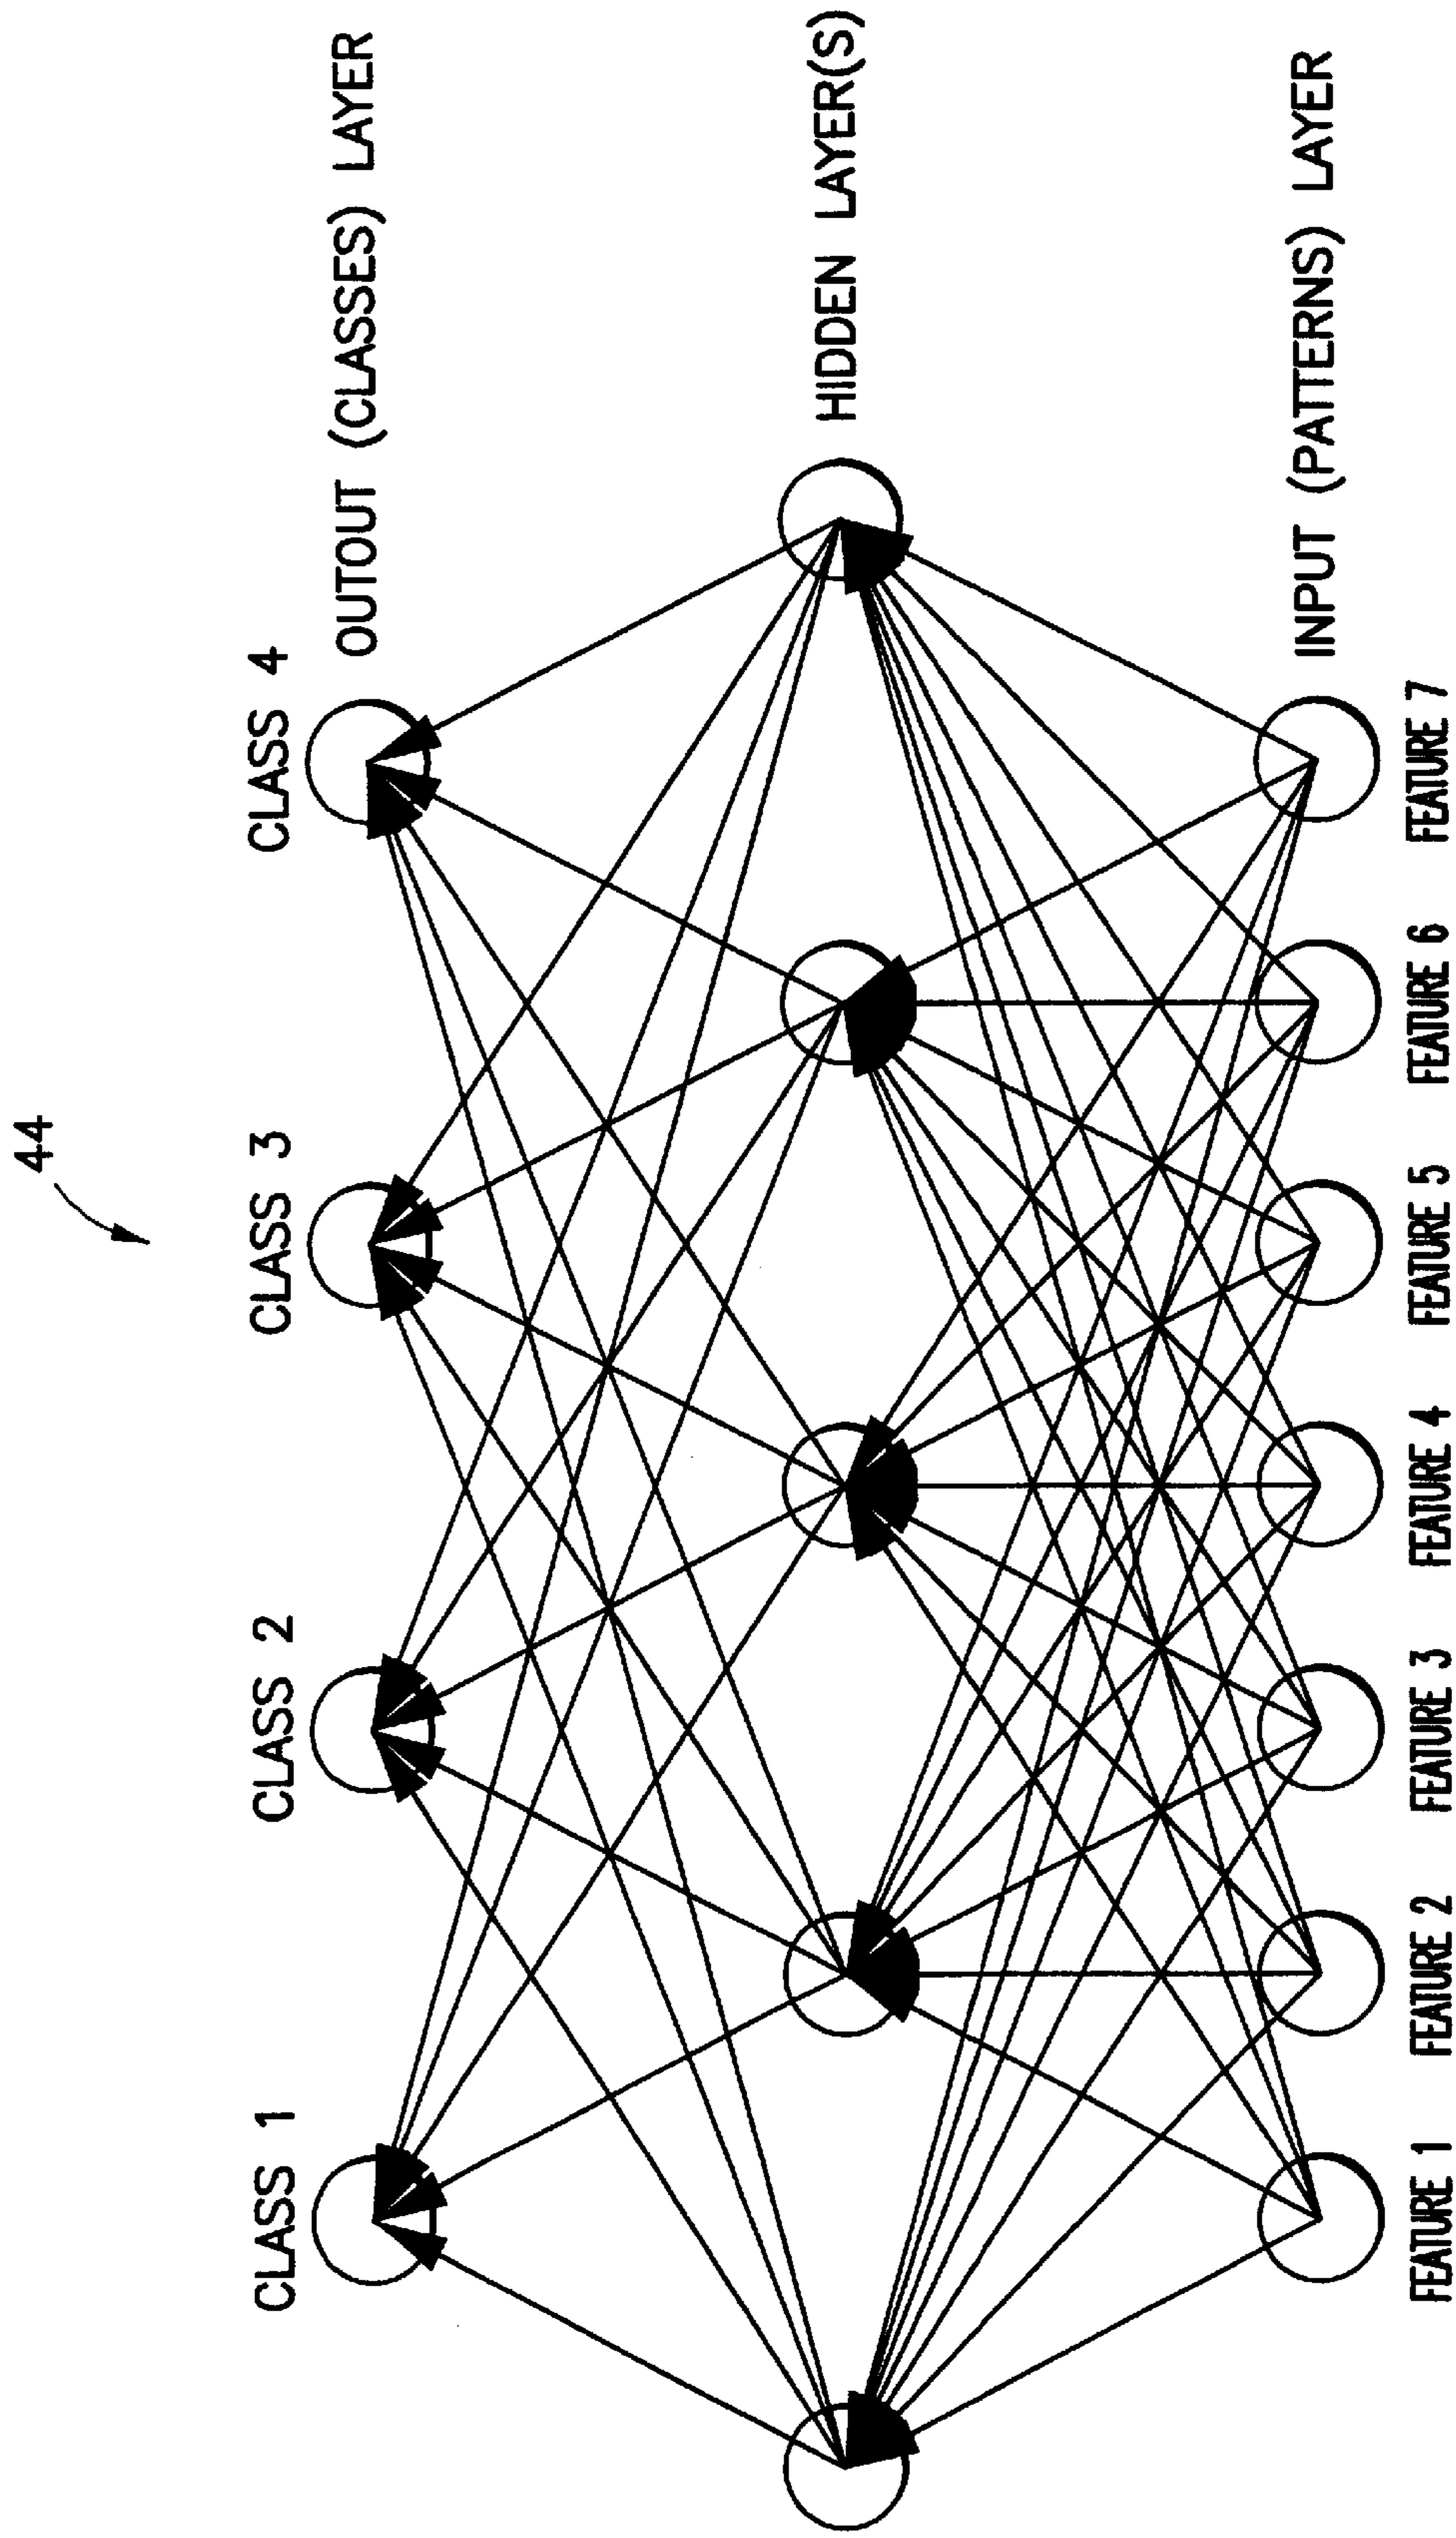 44
CLASS 1
CLASS 2
CLASS 3
CLASS 4
OUTOUT (CLASSES) LAYER
HIDDEN LAYER(S)
INPUT (PATTERNS) LAYER
FEATURE 1
FEATURE 2
FEATURE 3
FEATURE 4
FEATURE 5
FEATURE 6
FEATURE 7